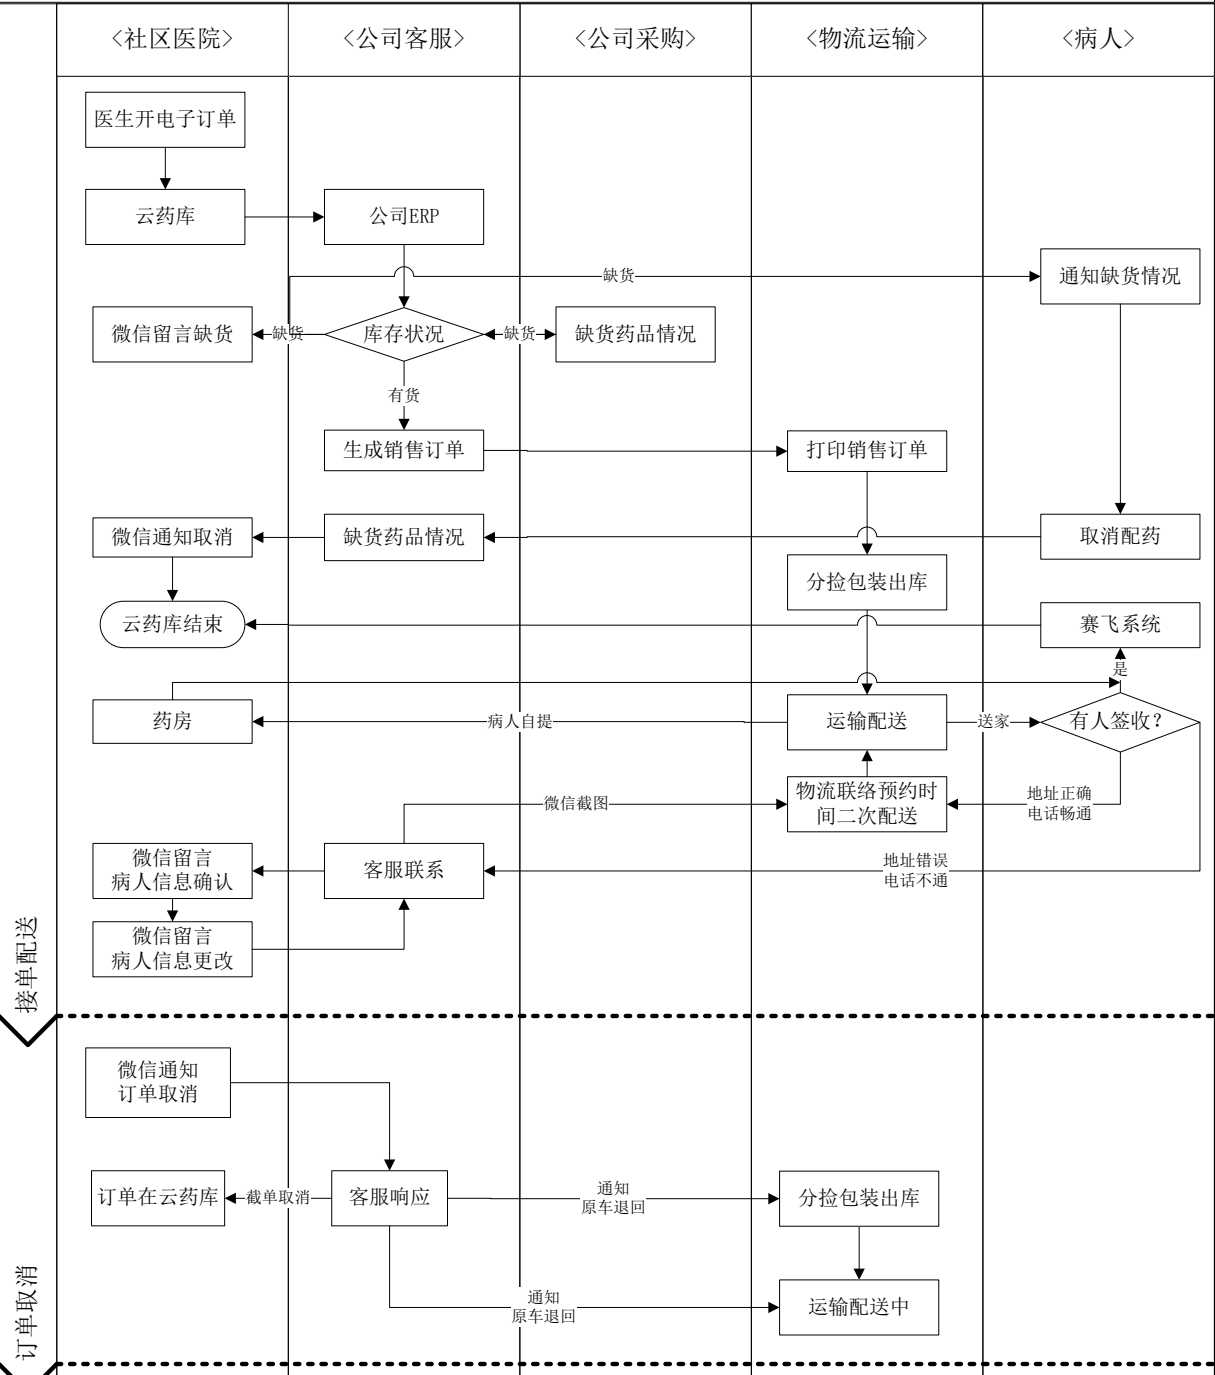 <社区医院>
<公司客服>
<公司采购>
<物流运输>
<病人>
医生开电子订单
云药库
公司ERP
缺货
通知缺货情况
微信留言缺货
缺货
库存状况
缺货
缺货药品情况
有货
生成销售订单
打印销售订单
微信通知取消
缺货药品情况
取消配药
分捡包装出库
云药库结束
赛飞系统
是
药房
病人自提
运输配送
送家
有人签收?
微信截图
物流联络预约时
间二次配送
地址正确
电话畅通
微信留言
病人信息确认
客服联系
地址错误
电话不通
微信留言
病人信息更改
接单配送
微信通知
订单取消
订单在云药库
截单取消
客服响应
通知
原车退回
分捡包装出库
通知
原车退回
运输配送中
订单取消